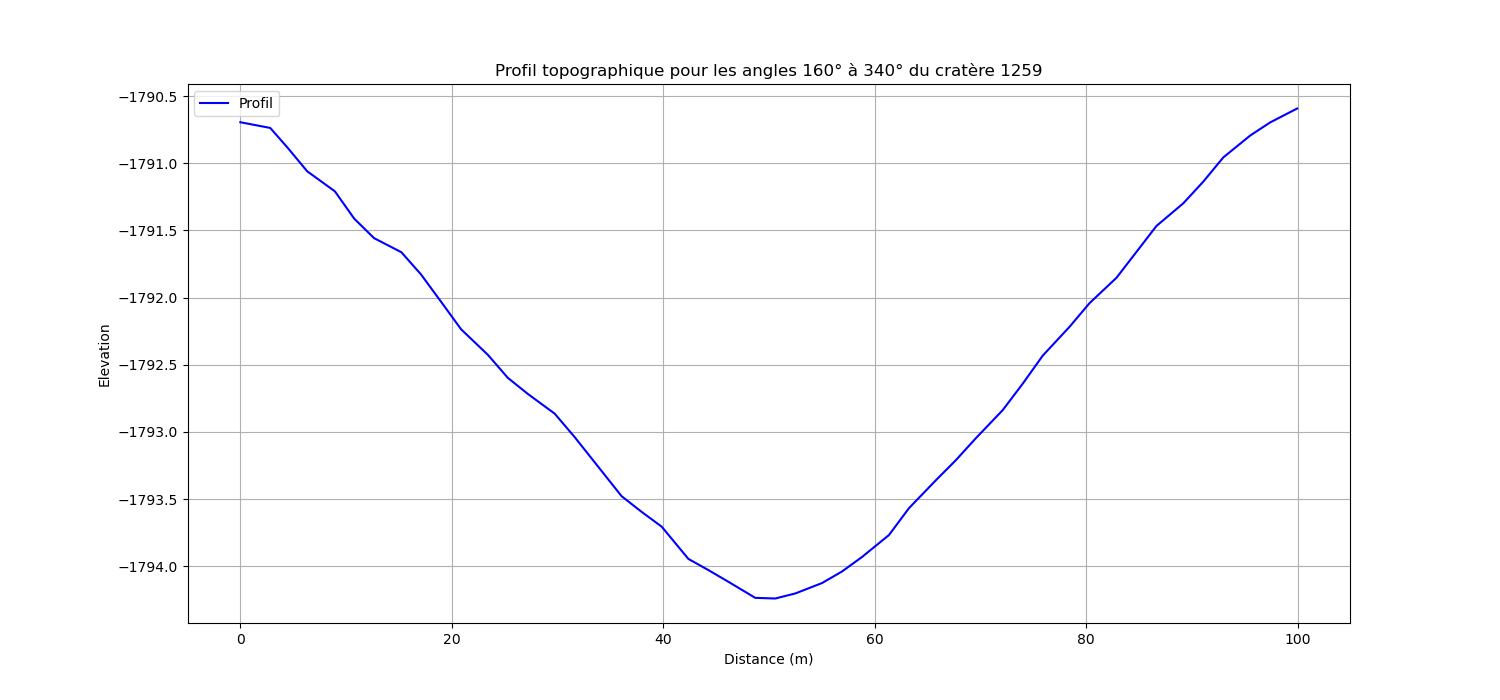 Profil topographique pour les angles 160° à 340° du cratère 1259
Profil
−1790.5
−1791.0
−1791.5
−1792.0
−1792.5
−1793.0
−1793.5
−1794.0
Elevation
0 20 40 60 80 100
Distance (m)